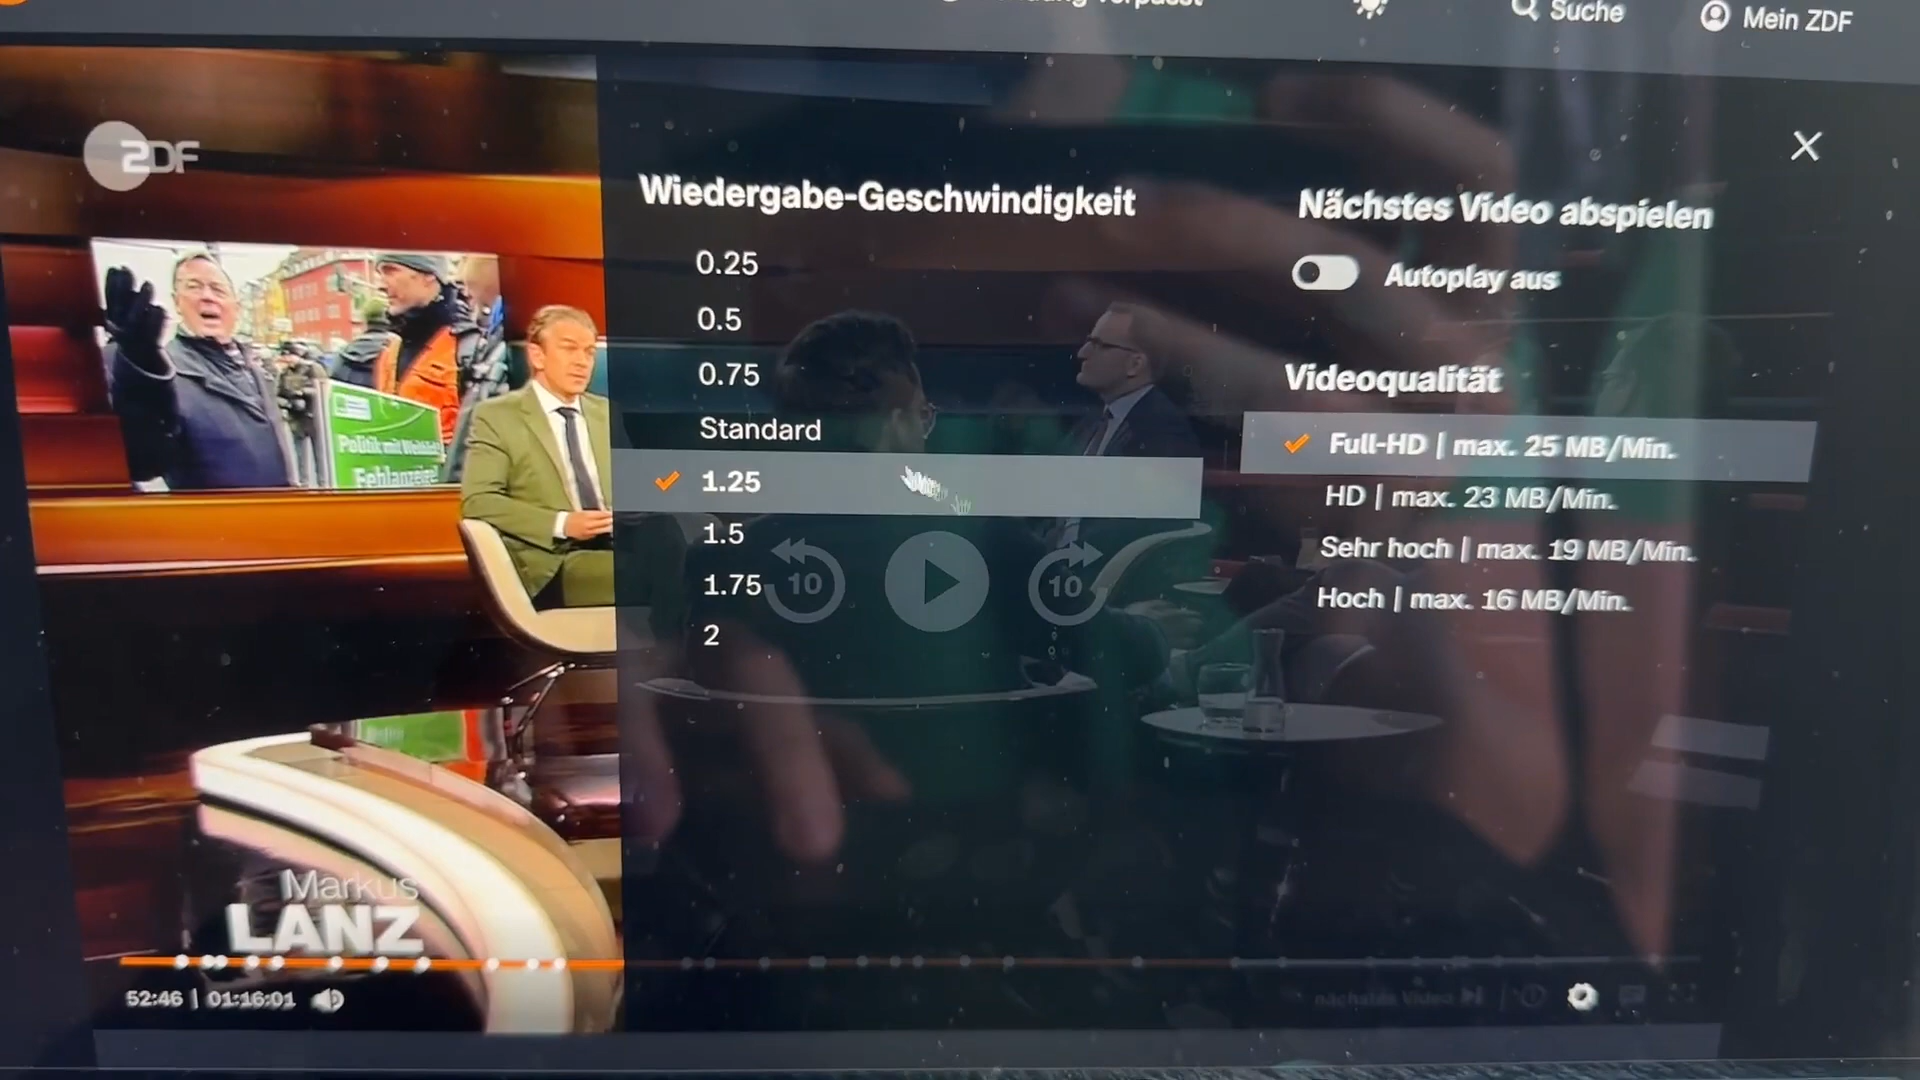 Suche
Mein ZDF
ZDF
Wiedergabe-Geschwindigkeit
0.25
0.5
0.75
Standard
1.25
1.5
1.75
2
10
10
Nächstes Video abspielen
Autoplay aus
Videoqualität
Full-HD | max. 25 MB/Min.
HD | max. 23 MB/Min.
Sehr hoch | max. 19 MB/Min.
Hoch | max. 16 MB/Min.
Politik mit
Fehlanzeige!
Markus
LANZ
52:46 | 01:16:01
nächstes Video